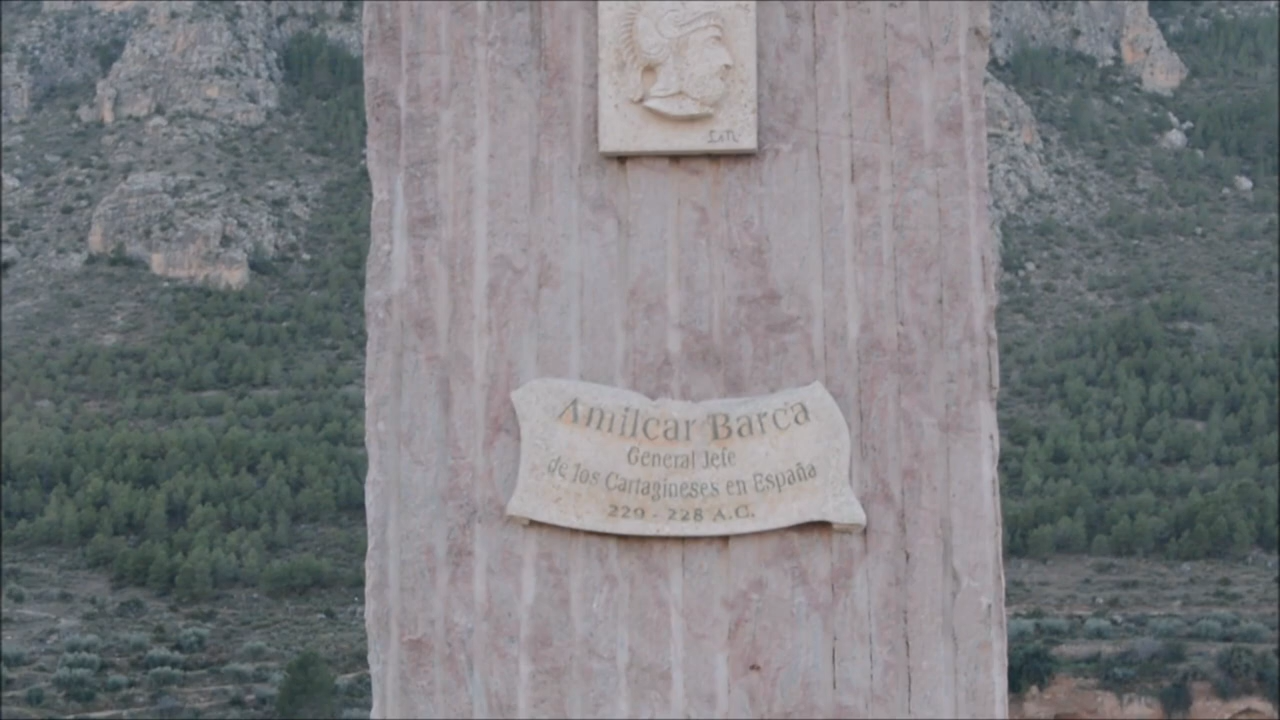 Amilcar Barca
General Jefe
de los Cartagineses en España
229 - 228 A.C.